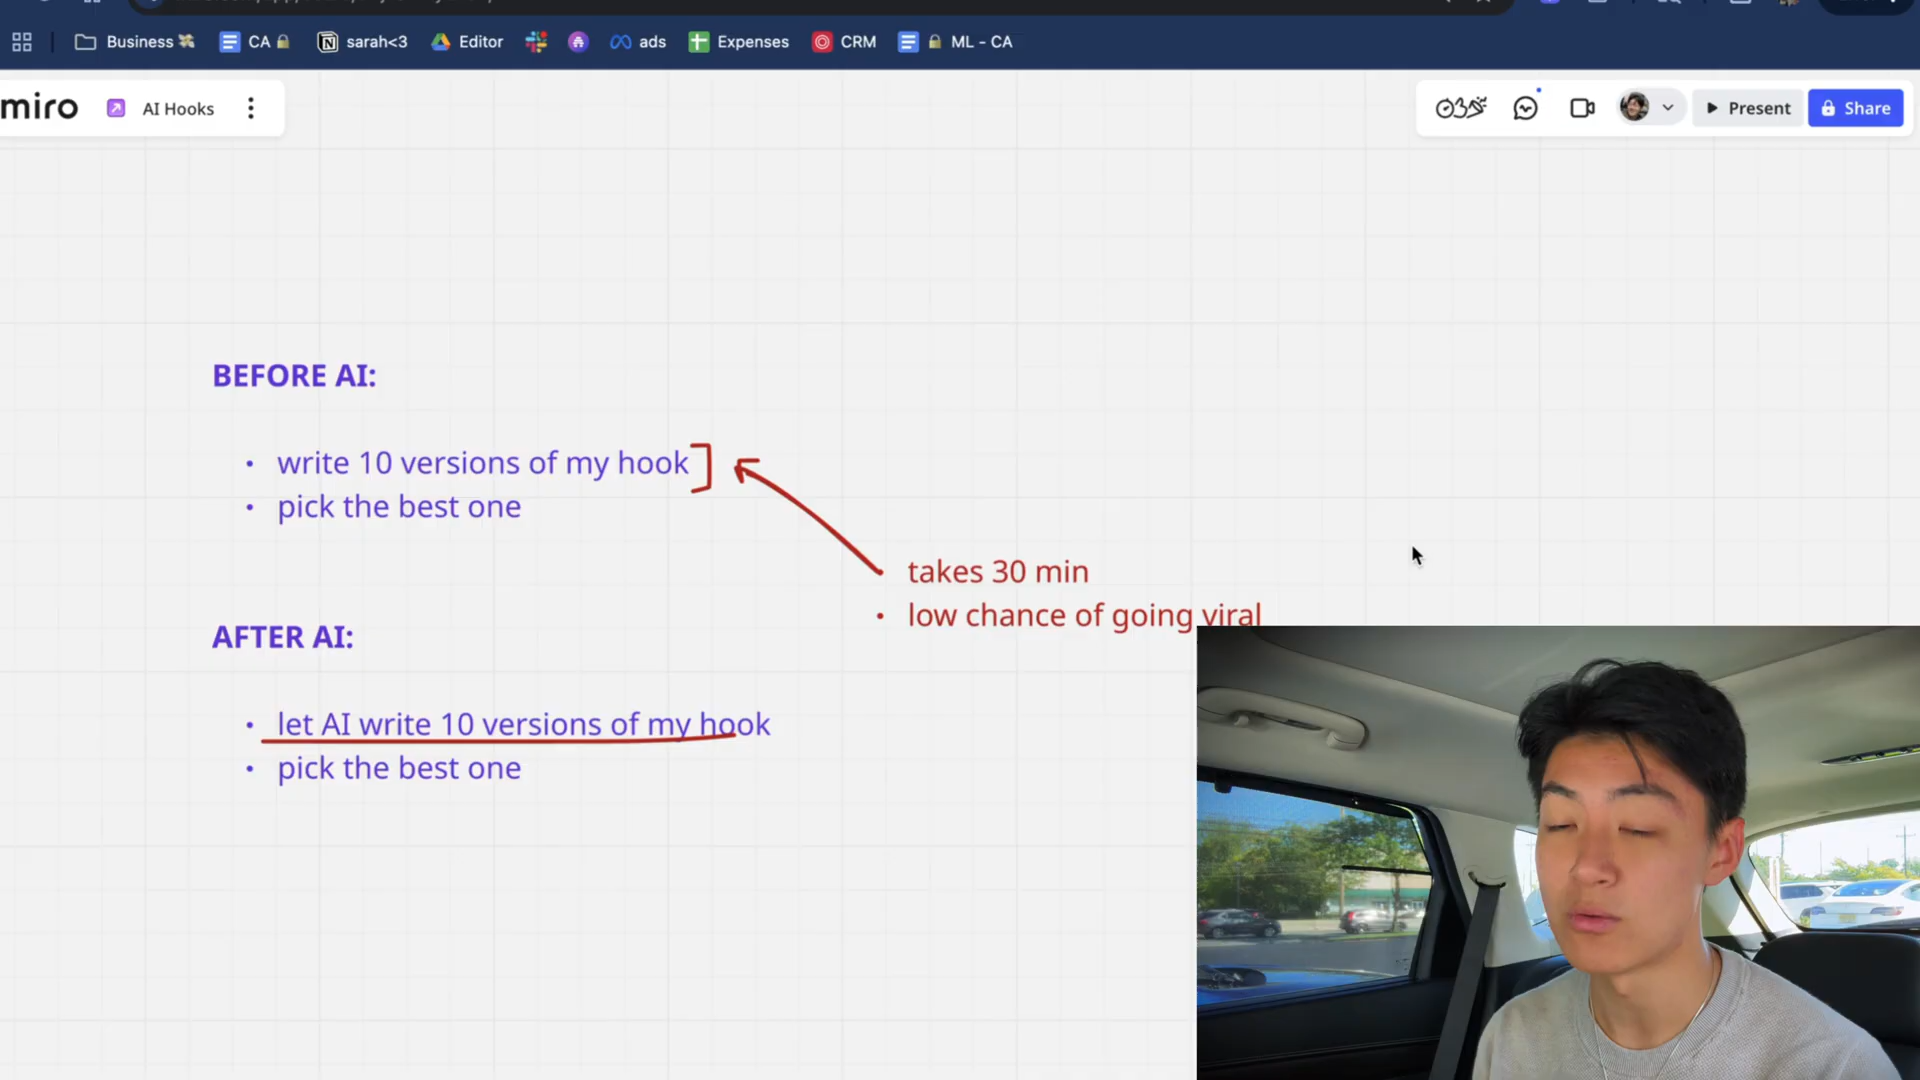 Business
CA
sarah<3
Editor
ads
Expenses
CRM
ML - CA
miro
AI Hooks
Present
Share
BEFORE AI:
• write 10 versions of my hook
• pick the best one
• takes 30 min
• low chance of going viral
AFTER AI:
• let AI write 10 versions of my hook
• pick the best one